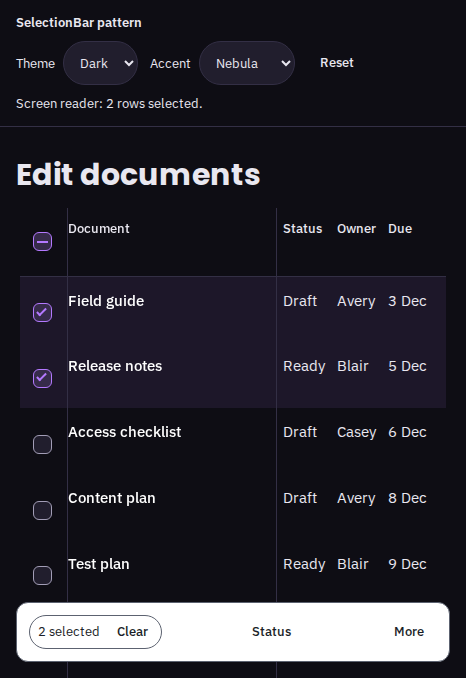 SelectionBar pattern
Theme Dark Accent Nebula Reset
Screen reader: 2 rows selected.
Edit documents
Document Status Owner Due
Field guide Draft Avery 3 Dec
Release notes Ready Blair 5 Dec
Access checklist Draft Casey 6 Dec
Content plan Draft Avery 8 Dec
Test plan Ready Blair 9 Dec
2 selected Clear Status More